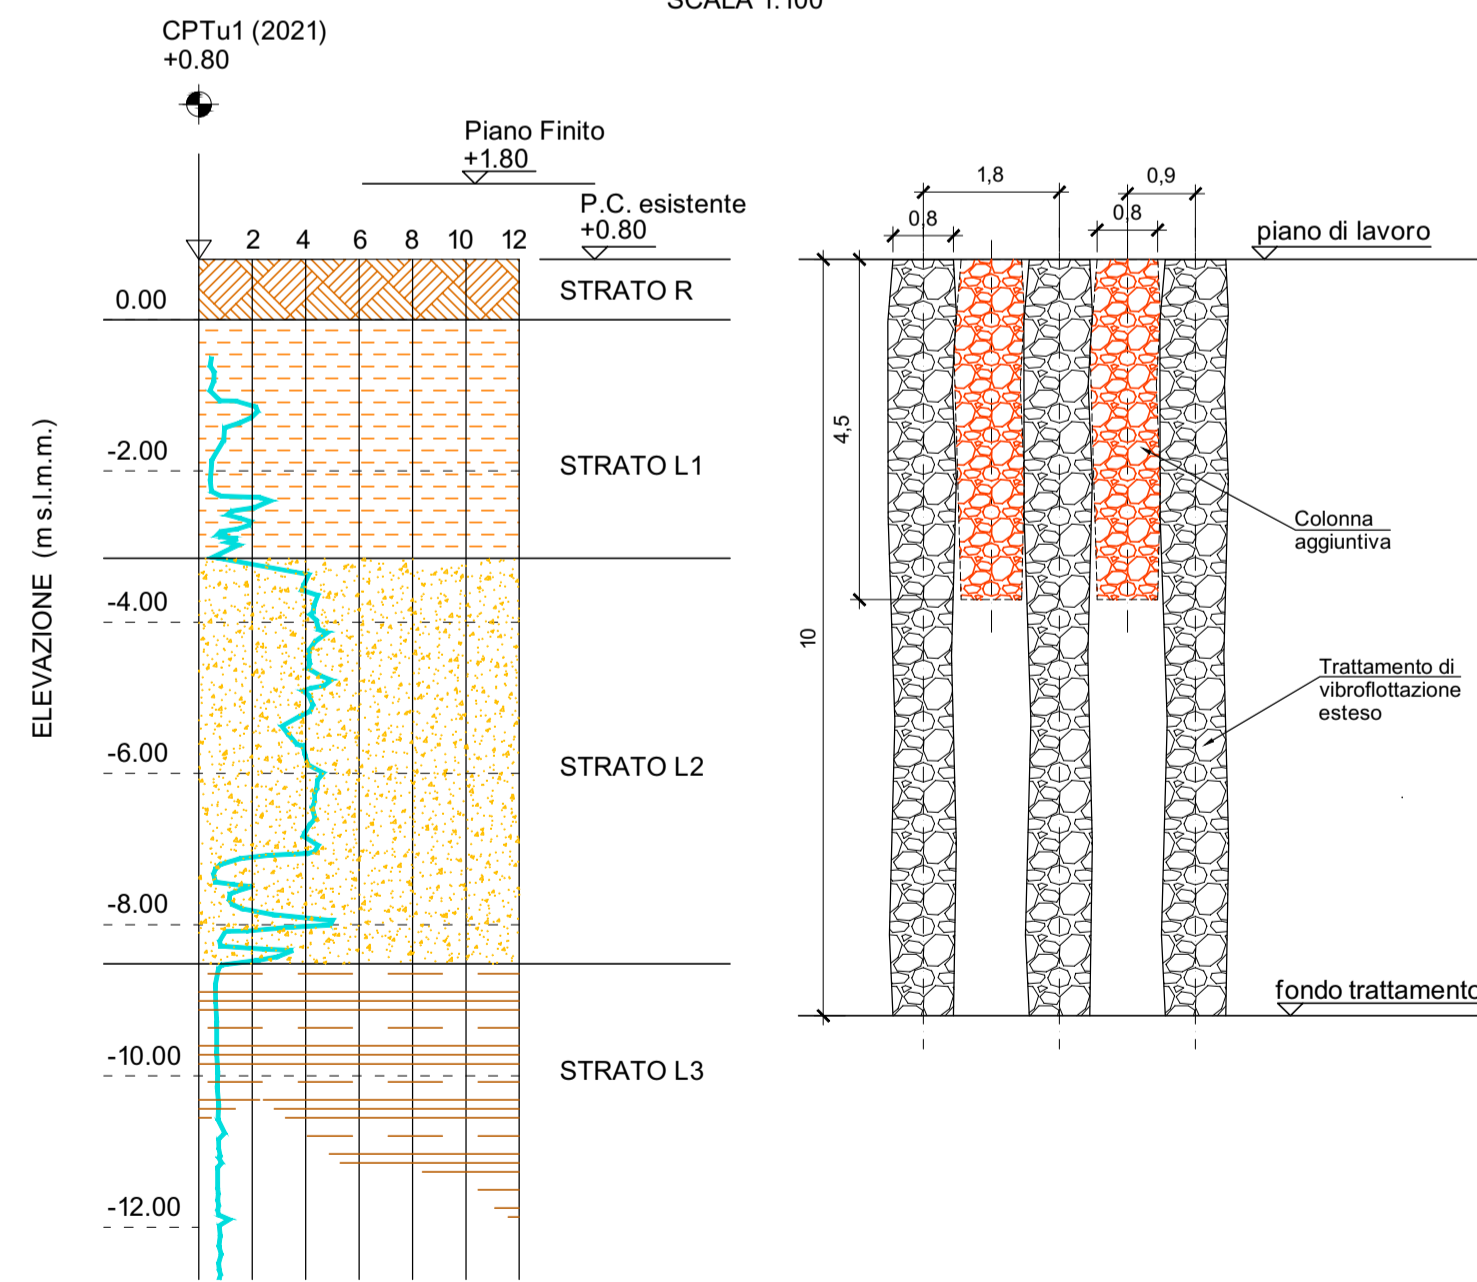 SCALA 1:100
CPTu1 (2021)
+0.80
Piano Finito
+1.80
P.C. esistente
+0.80
2 4 6 8 10 12
0.00
-2.00
-4.00
-6.00
-8.00
-10.00
-12.00
ELEVAZIONE (m s.l.m.m.)
STRATO R
STRATO L1
STRATO L2
STRATO L3
1,8
0,9
0,8
0,8
piano di lavoro
4,5
10
Colonna
aggiuntiva
Trattamento di
vibroflottazione
esteso
fondo trattamento